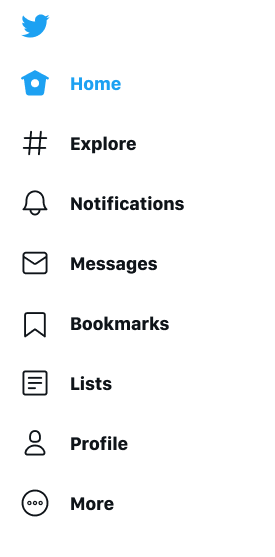 Home
Explore
Notifications
Messages
Bookmarks
Lists
Profile
More